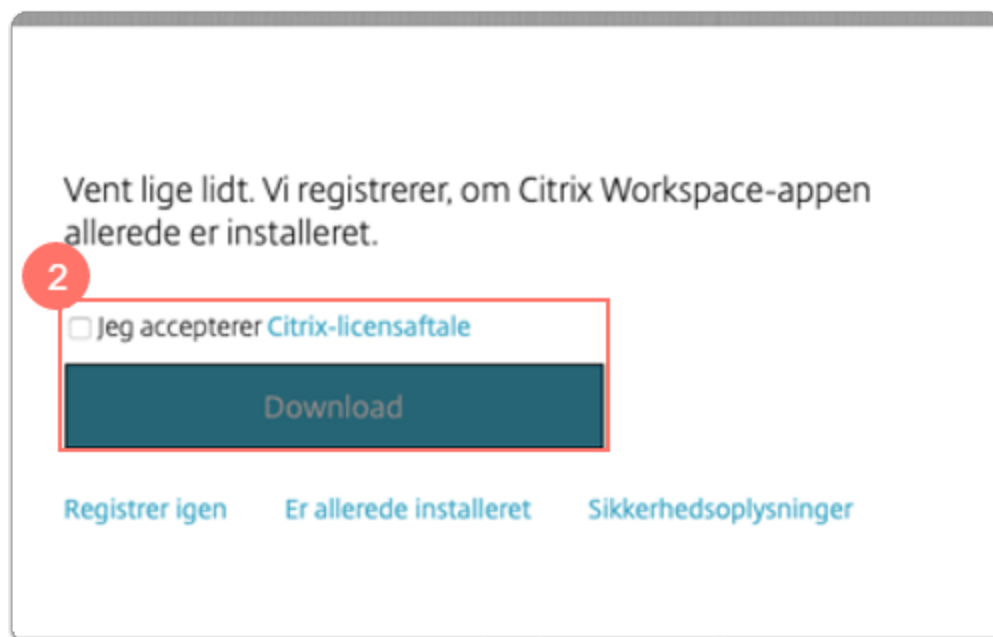 Vent lige lidt. Vi registrerer, om Citrix Workspace-appen
allerede er installeret.
2
Jeg accepterer Citrix-licensaftale
Download
Registrer igen Er allerede installeret Sikkerhedsoplysninger